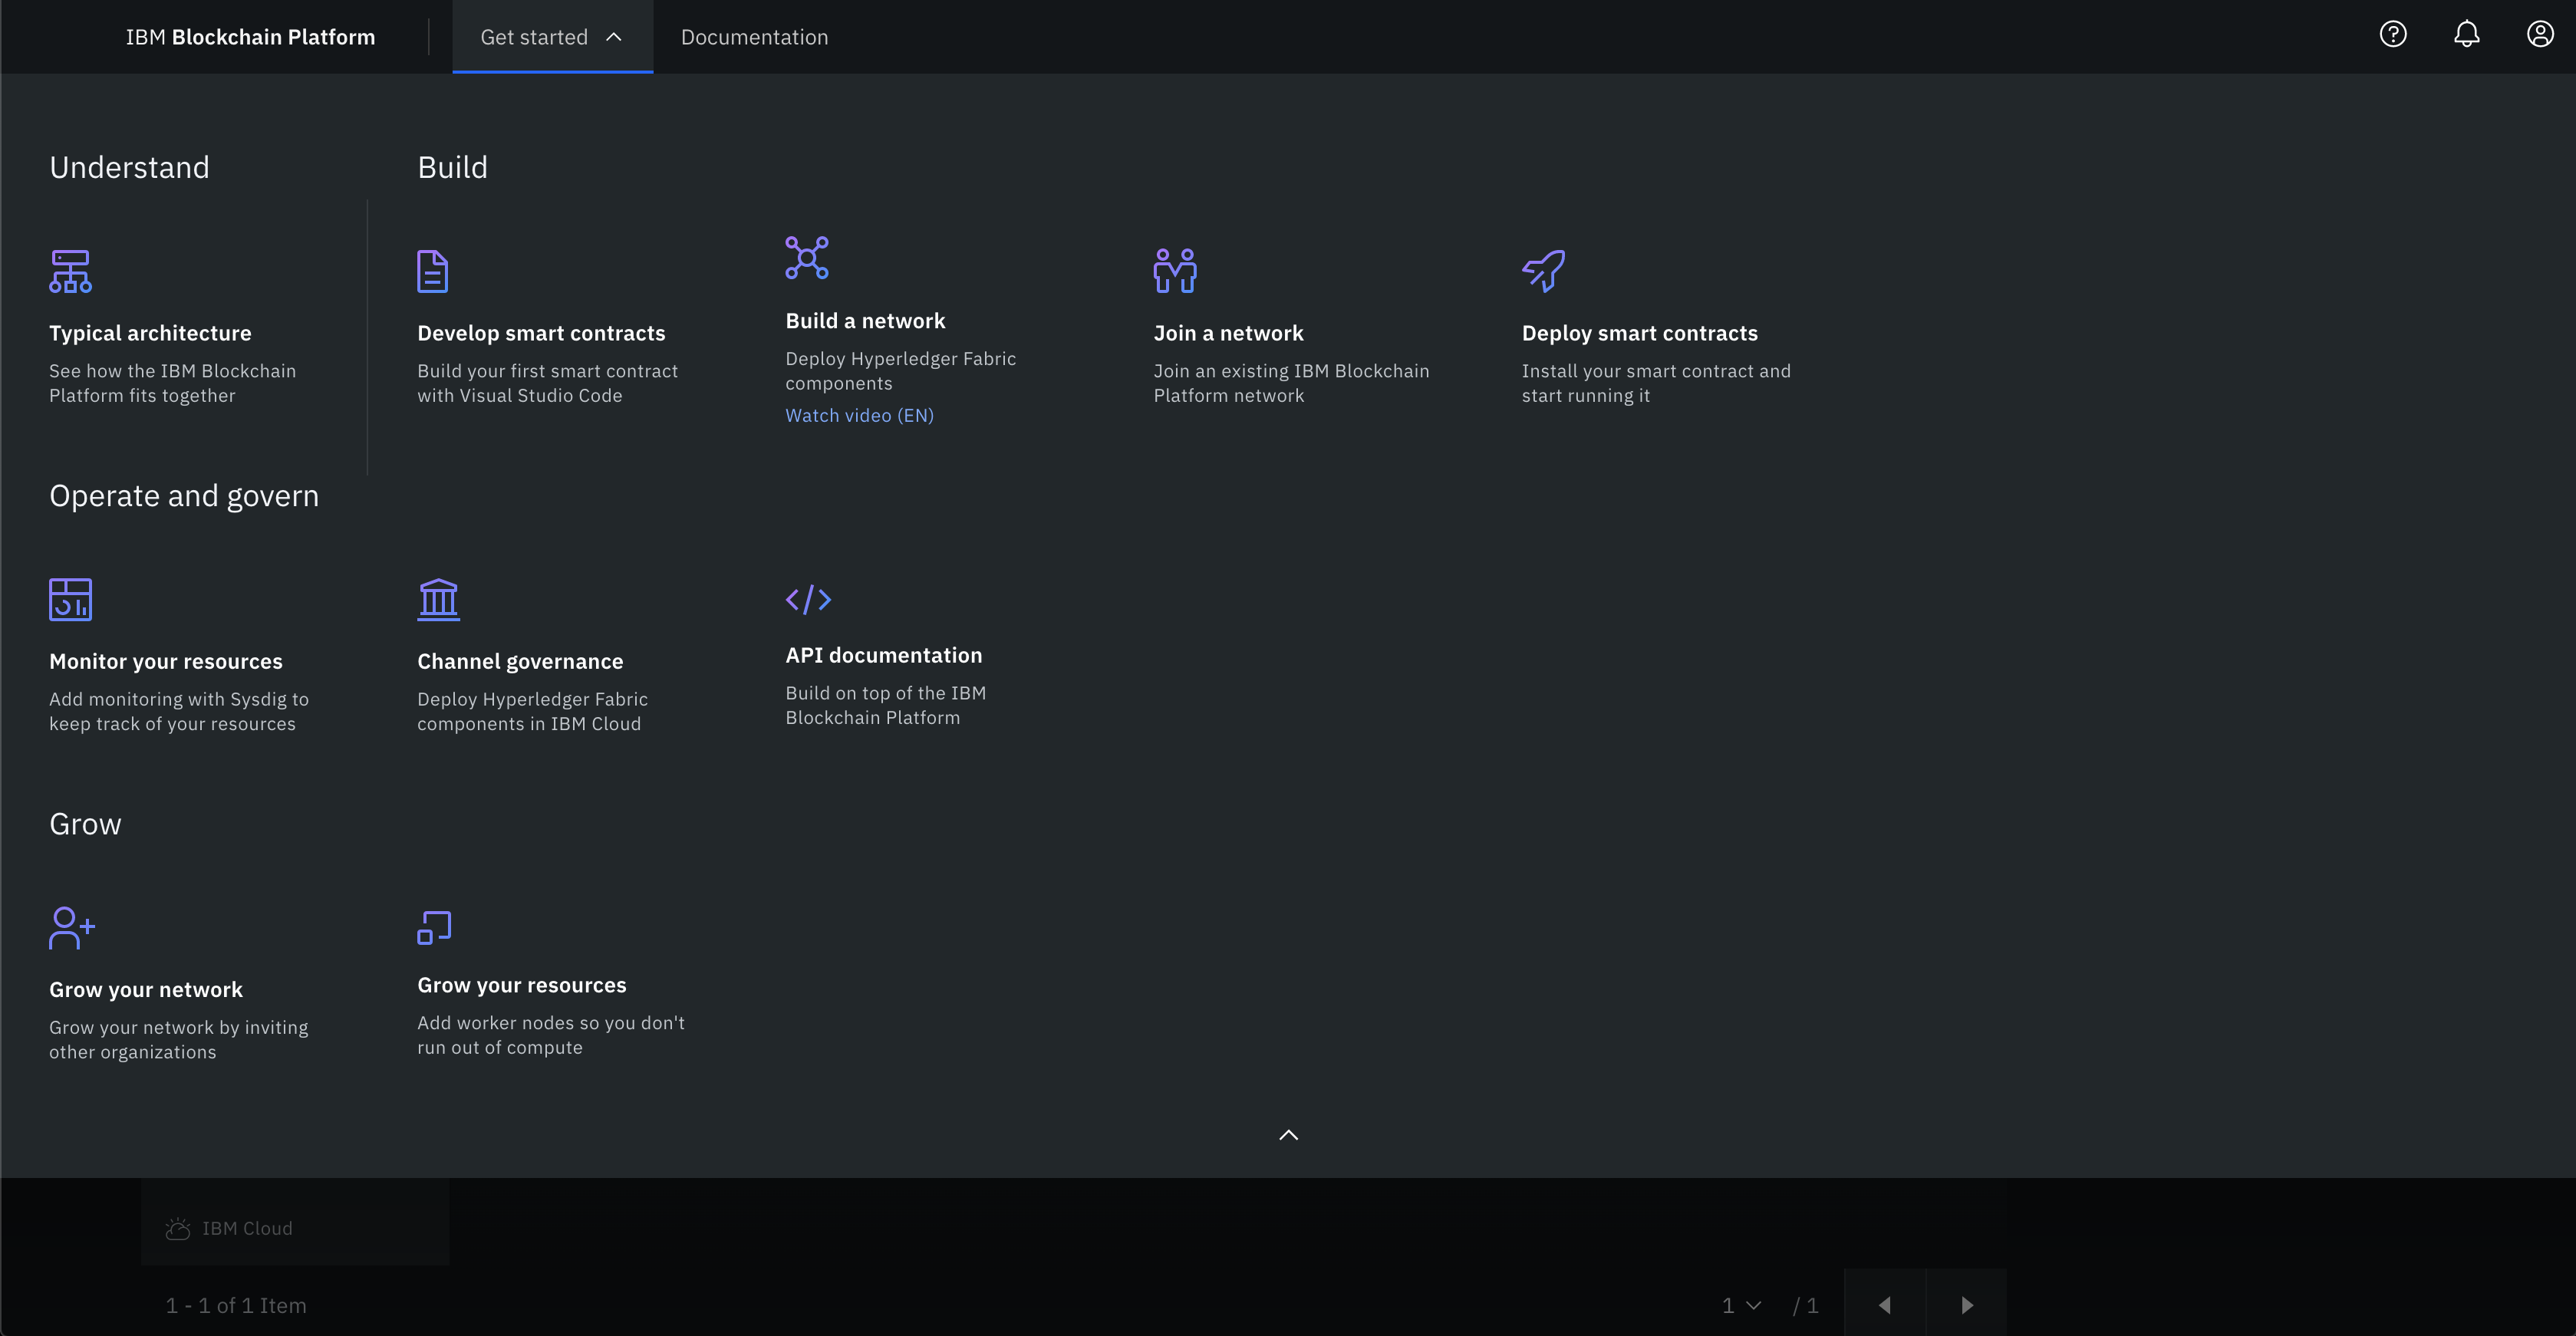 IBM Blockchain Platform
Get started
Documentation
Understand
Typical architecture
See how the IBM Blockchain
Platform fits together
Build
Develop smart contracts
Build your first smart contract
with Visual Studio Code
Build a network
Deploy Hyperledger Fabric
components
Watch video (EN)
Join a network
Join an existing IBM Blockchain
Platform network
Deploy smart contracts
Install your smart contract and
start running it
Operate and govern
Monitor your resources
Add monitoring with Sysdig to
keep track of your resources
Channel governance
Deploy Hyperledger Fabric
components in IBM Cloud
API documentation
Build on top of the IBM
Blockchain Platform
Grow
Grow your network
Grow your network by inviting
other organizations
Grow your resources
Add worker nodes so you don't
run out of compute
IBM Cloud
1 - 1 of 1 Item
1 / 1